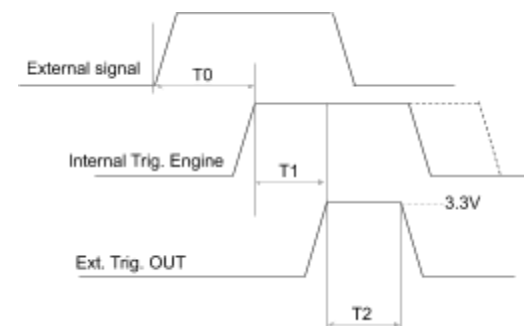 External signal
T0
Internal Trig. Engine
T1
3.3V
Ext. Trig. OUT
T2